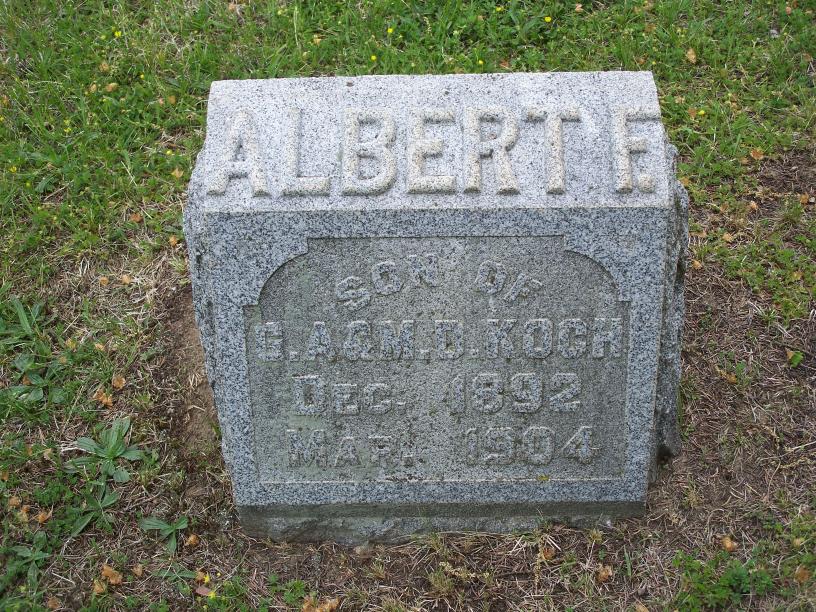 ALBERT F.
SON OF
G. A. & M. D. KOCH
DEC. 1892
MAR. 1904